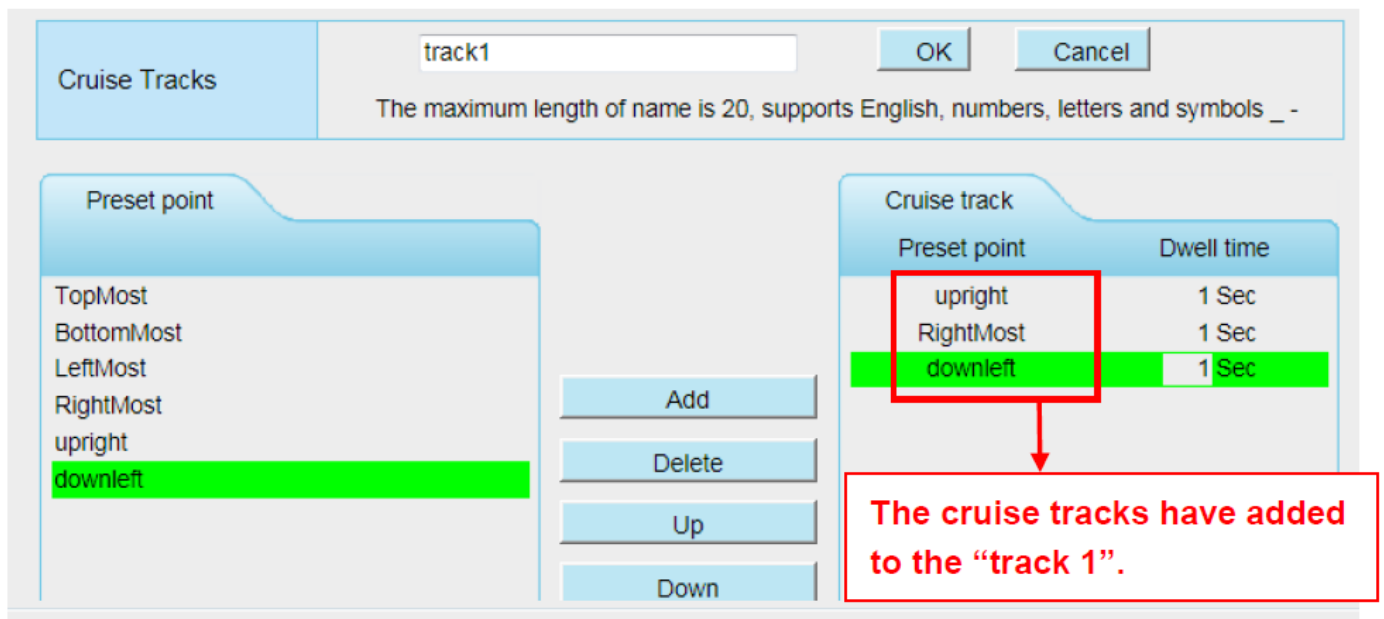 track1
OK
Cancel
Cruise Tracks
The maximum length of name is 20, supports English, numbers, letters and symbols _ -
Preset point
TopMost
BottomMost
LeftMost
RightMost
upright
downleft
Add
Delete
Up
Down
Cruise track
Preset point Dwell time
upright 1 Sec
RightMost 1 Sec
downleft 1 Sec
The cruise tracks have added
to the “track 1”.